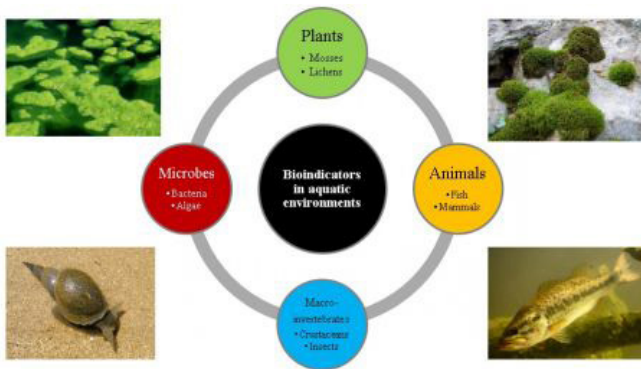 Plants
• Mosses
• Lichens
Microbes
• Bacteria
• Algae
Bioindicators
in aquatic
environments
Animals
• Fish
• Mammals
Macro-
invertebrates
• Crustaceans
• Insects